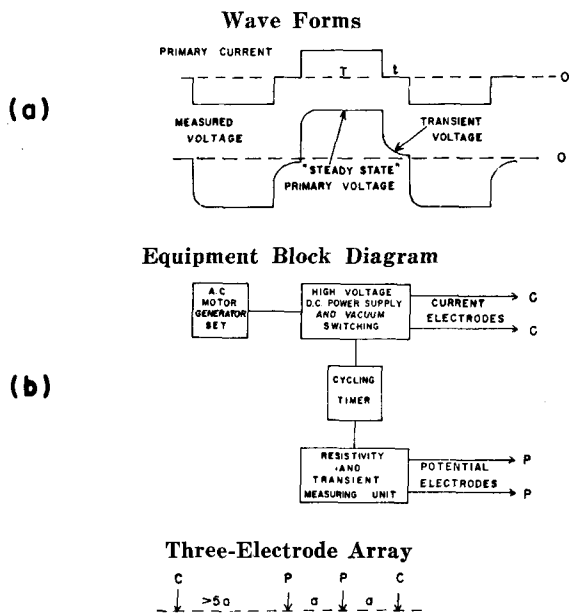 Wave Forms
PRIMARY CURRENT
T t
O
(a)
MEASURED
VOLTAGE
TRANSIENT
VOLTAGE
O
"STEADY STATE"
PRIMARY VOLTAGE
Equipment Block Diagram
A.C
MOTOR
GENERATOR
SET
HIGH VOLTAGE
D.C. POWER SUPPLY
AND VACUUM
SWITCHING
CURRENT
ELECTRODES
C
C
(b)
CYCLING
TIMER
RESISTIVITY
AND
TRANSIENT
MEASURING UNIT
POTENTIAL
ELECTRODES
P
P
Three-Electrode Array
C P P C
>5a a a